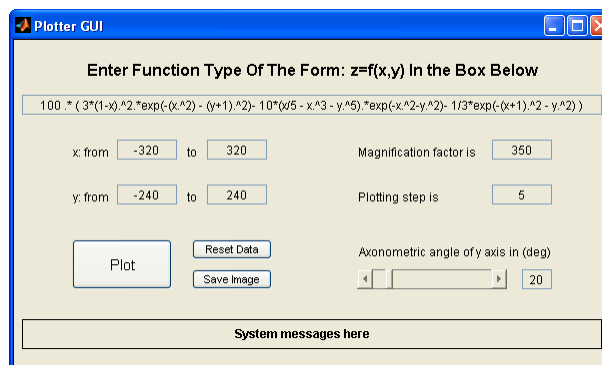 Plotter GUI
Enter Function Type Of The Form: z=f(x,y) In the Box Below
100 .* ( 3*(1-x).^2.*exp(-(x.^2) - (y+1).^2)- 10*(x/5 - x.^3 - y.^5).*exp(-x.^2-y.^2)- 1/3*exp(-(x+1).^2 - y.^2) )
x: from -320 to 320 Magnification factor is 350
y: from -240 to 240 Plotting step is 5
Plot Reset Data Axonometric angle of y axis in (deg)
Save Image 20
System messages here